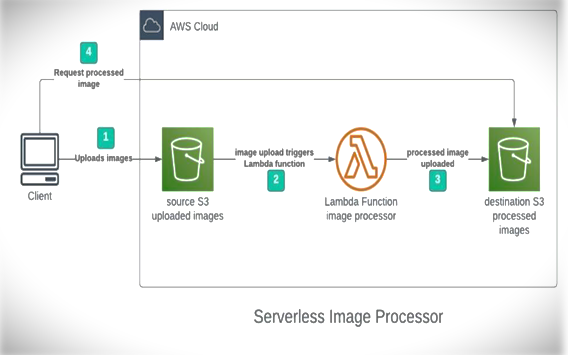 AWS Cloud
4
Request processed
image
1
Uploads images
image upload triggers
Lambda function
2
processed image
uploaded
3
Client
source S3
uploaded images
Lambda Function
image processor
destination S3
processed
images
Serverless Image Processor